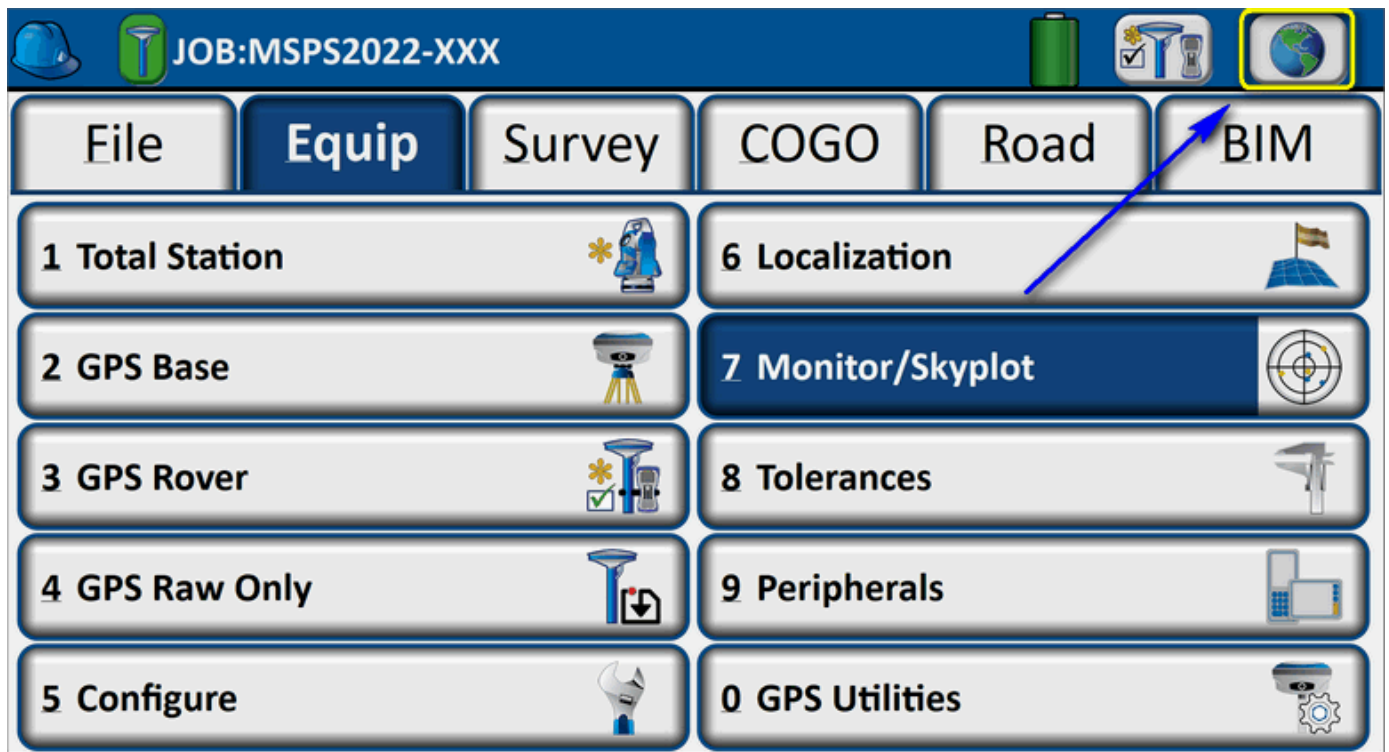 JOB:MSPS2022-XXX
File Equip Survey COGO Road BIM
1 Total Station
6 Localization
2 GPS Base
7 Monitor/Skyplot
3 GPS Rover
8 Tolerances
4 GPS Raw Only
9 Peripherals
5 Configure
0 GPS Utilities